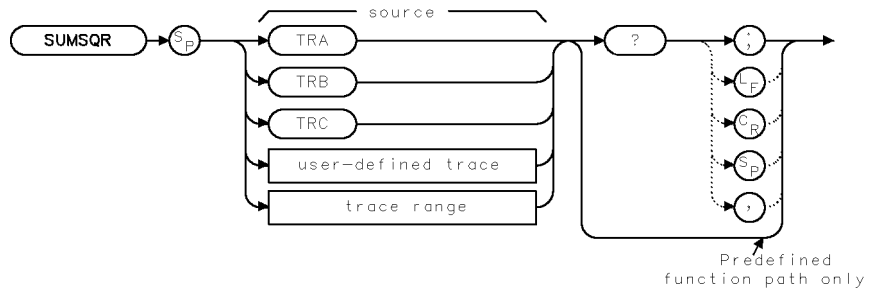 source
SUMSQR SP TRA ? ;
TRB LF
TRC CR
user-defined trace SP
trace range ,
Predefined
function path only